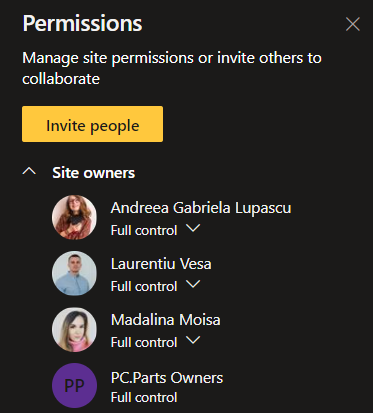 Permissions
Manage site permissions or invite others to
collaborate
Invite people
Site owners
Andreea Gabriela Lupascu
Full control
Laurentiu Vesa
Full control
Madalina Moisa
Full control
PP
PC.Parts Owners
Full control